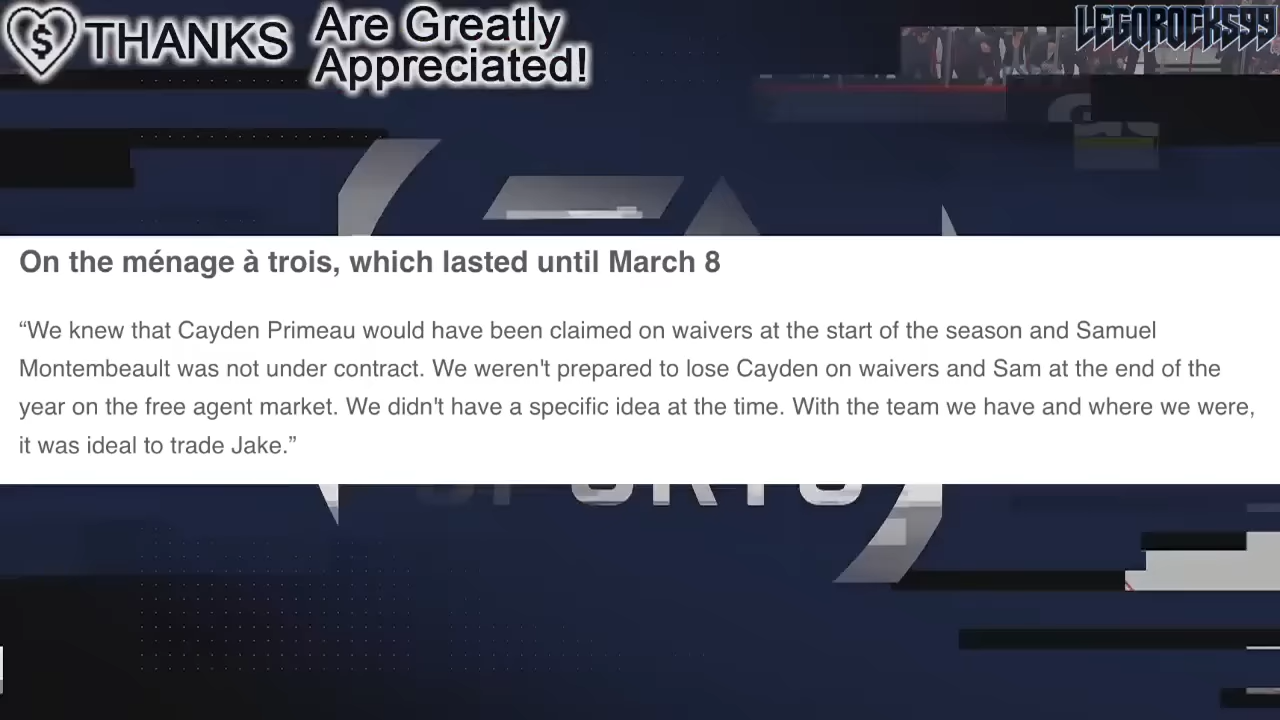 THANKS
Are Greatly
Appreciated!
LEGOROCKS99
On the ménage à trois, which lasted until March 8
“We knew that Cayden Primeau would have been claimed on waivers at the start of the season and Samuel
Montembeault was not under contract. We weren't prepared to lose Cayden on waivers and Sam at the end of the
year on the free agent market. We didn't have a specific idea at the time. With the team we have and where we were,
it was ideal to trade Jake.”
SPORTS